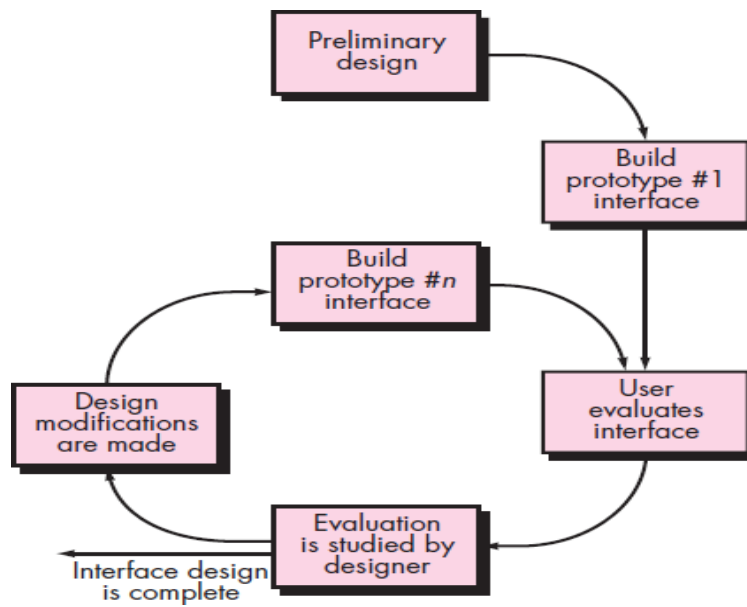 Preliminary
design
Build
prototype #1
interface
Build
prototype #n
interface
User
evaluates
interface
Design
modifications
are made
Evaluation
is studied by
designer
Interface design
is complete